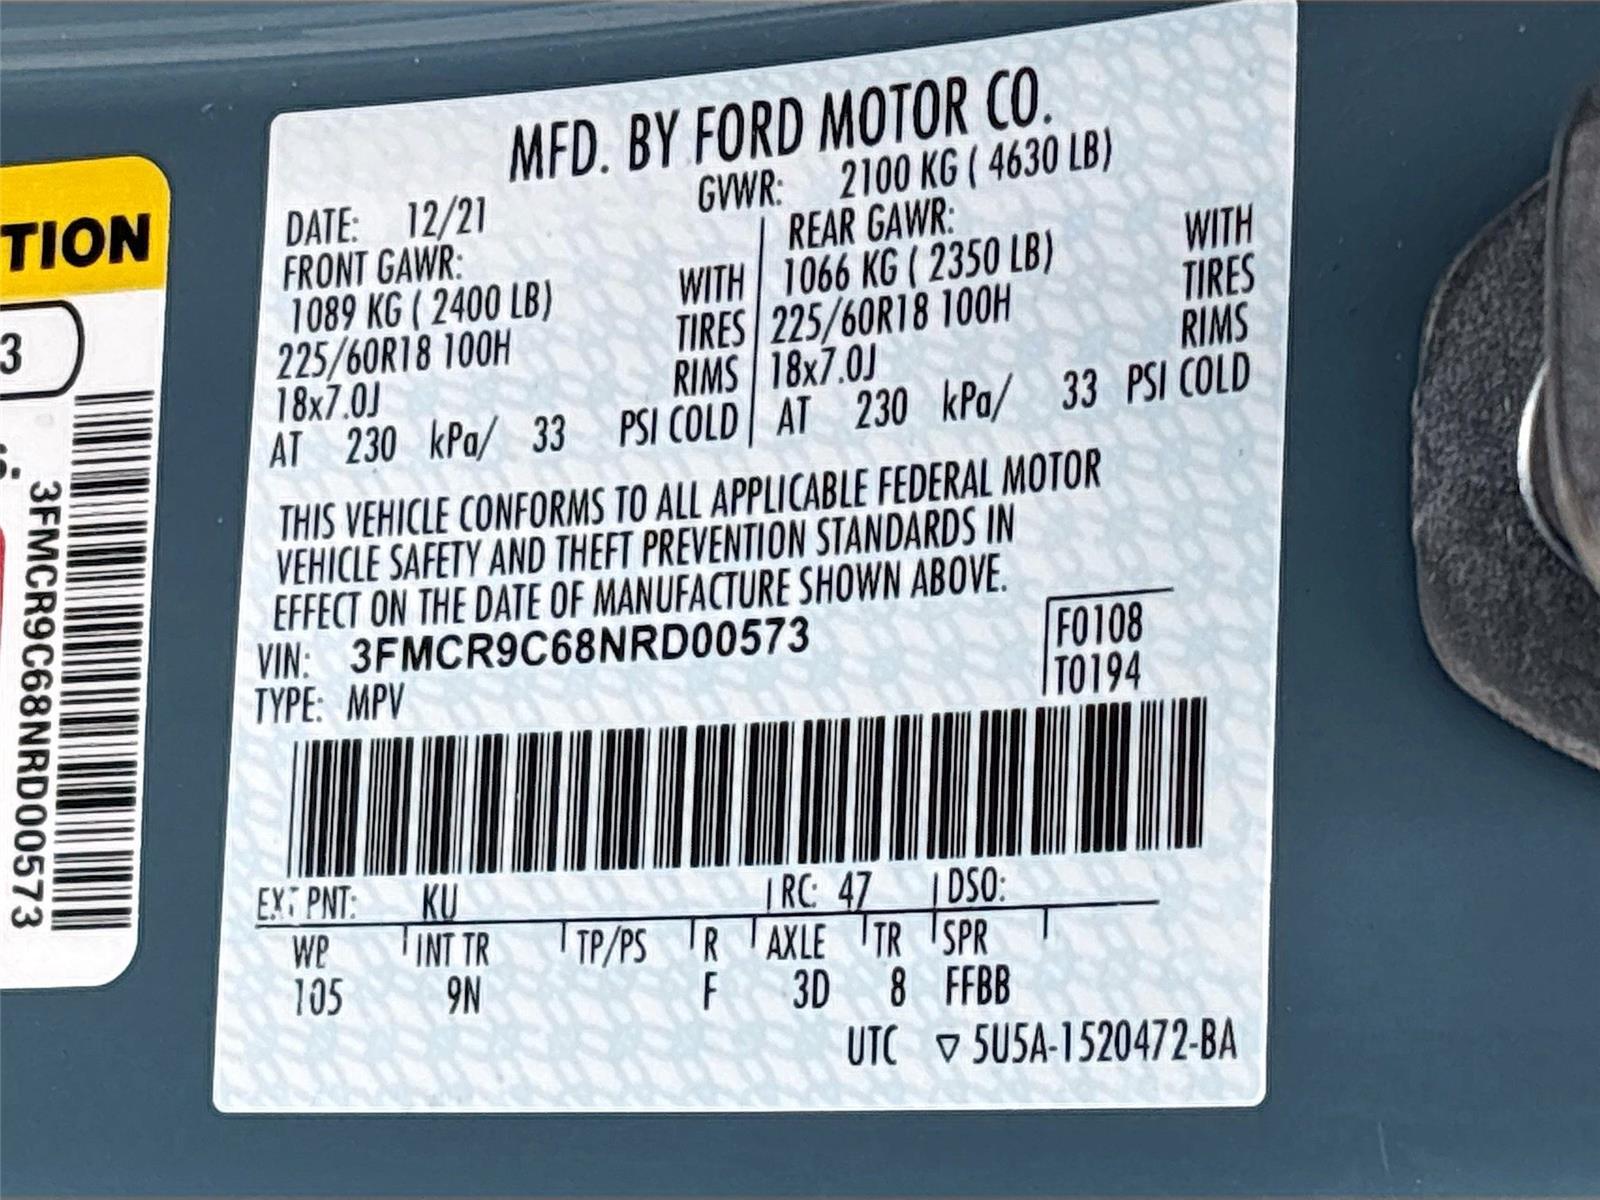 MFD. BY FORD MOTOR CO.
DATE: 12/21 GVWR: 2100 KG ( 4630 LB)
FRONT GAWR:
1089 KG ( 2400 LB) WITH
225/60R18 100H TIRES
18x7.0J RIMS
AT 230 kPa/ 33 PSI COLD
REAR GAWR: WITH
1066 KG ( 2350 LB) TIRES
225/60R18 100H RIMS
18x7.0J
AT 230 kPa/ 33 PSI COLD
THIS VEHICLE CONFORMS TO ALL APPLICABLE FEDERAL MOTOR
VEHICLE SAFETY AND THEFT PREVENTION STANDARDS IN
EFFECT ON THE DATE OF MANUFACTURE SHOWN ABOVE.
VIN: 3FMCR9C68NRD00573
TYPE: MPV
F0108
T0194
EXT PNT: KU RC: 47 DSO:
WB INT TR TP/PS R AXLE TR SPR
105 9N F 3D 8 FFBB
UTC ▽ 5U5A-1520472-BA
TION
3
3FMCR9C68NRD00573